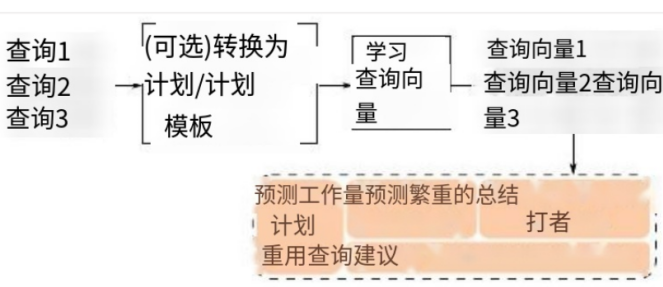 查询1
查询2
查询3
(可选)转换为
计划/计划
模板
学习
查询向
量
查询向量1
查询向量2查询向
量3
预测工作量预测繁重的总结
计划
打者
重用查询建议